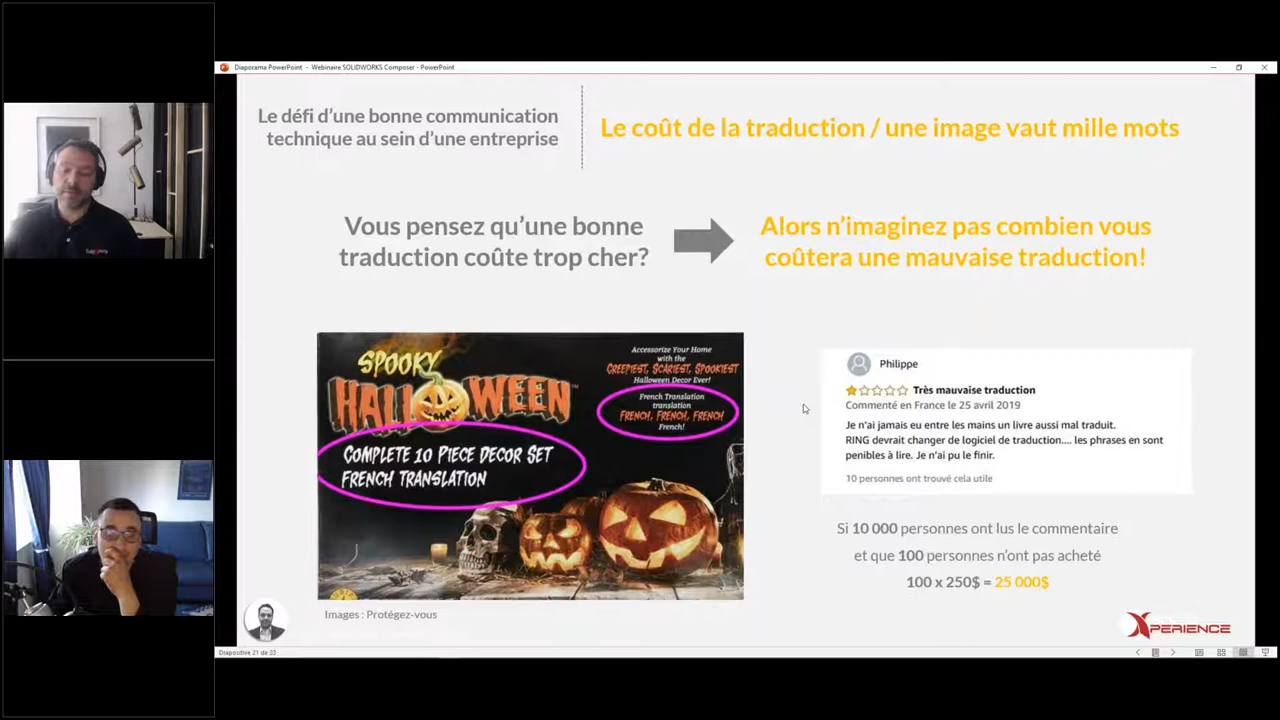 Diaporama PowerPoint - Webinaire SOLIDWORKS Composer - PowerPoint
Le défi d'une bonne communication
technique au sein d'une entreprise
Le coût de la traduction / une image vaut mille mots
Vous pensez qu'une bonne
traduction coûte trop cher?
Alors n'imaginez pas combien vous
coûtera une mauvaise traduction!
SPOOKY
HALLOWEEN™
COMPLETE 10 PIECE DECOR SET
FRENCH TRANSLATION
Accessorize Your Home
with the
CREEPIEST, SCARIEST, SPOOKIEST
Halloween Decor Ever!
French Translation
translation
FRENCH, FRENCH, FRENCH
French!
Images : Protégez-vous
Philippe
Très mauvaise traduction
Commenté en France le 25 avril 2019
Je n'ai jamais eu entre les mains un livre aussi mal traduit.
RING devrait changer de logiciel de traduction.... les phrases en sont
penibles à lire. Je n'ai pu le finir.
10 personnes ont trouvé cela utile
Si 10 000 personnes ont lus le commentaire
et que 100 personnes n'ont pas acheté
100 x 250$ = 25 000$
XPERIENCE
Diapositive 21 de 33